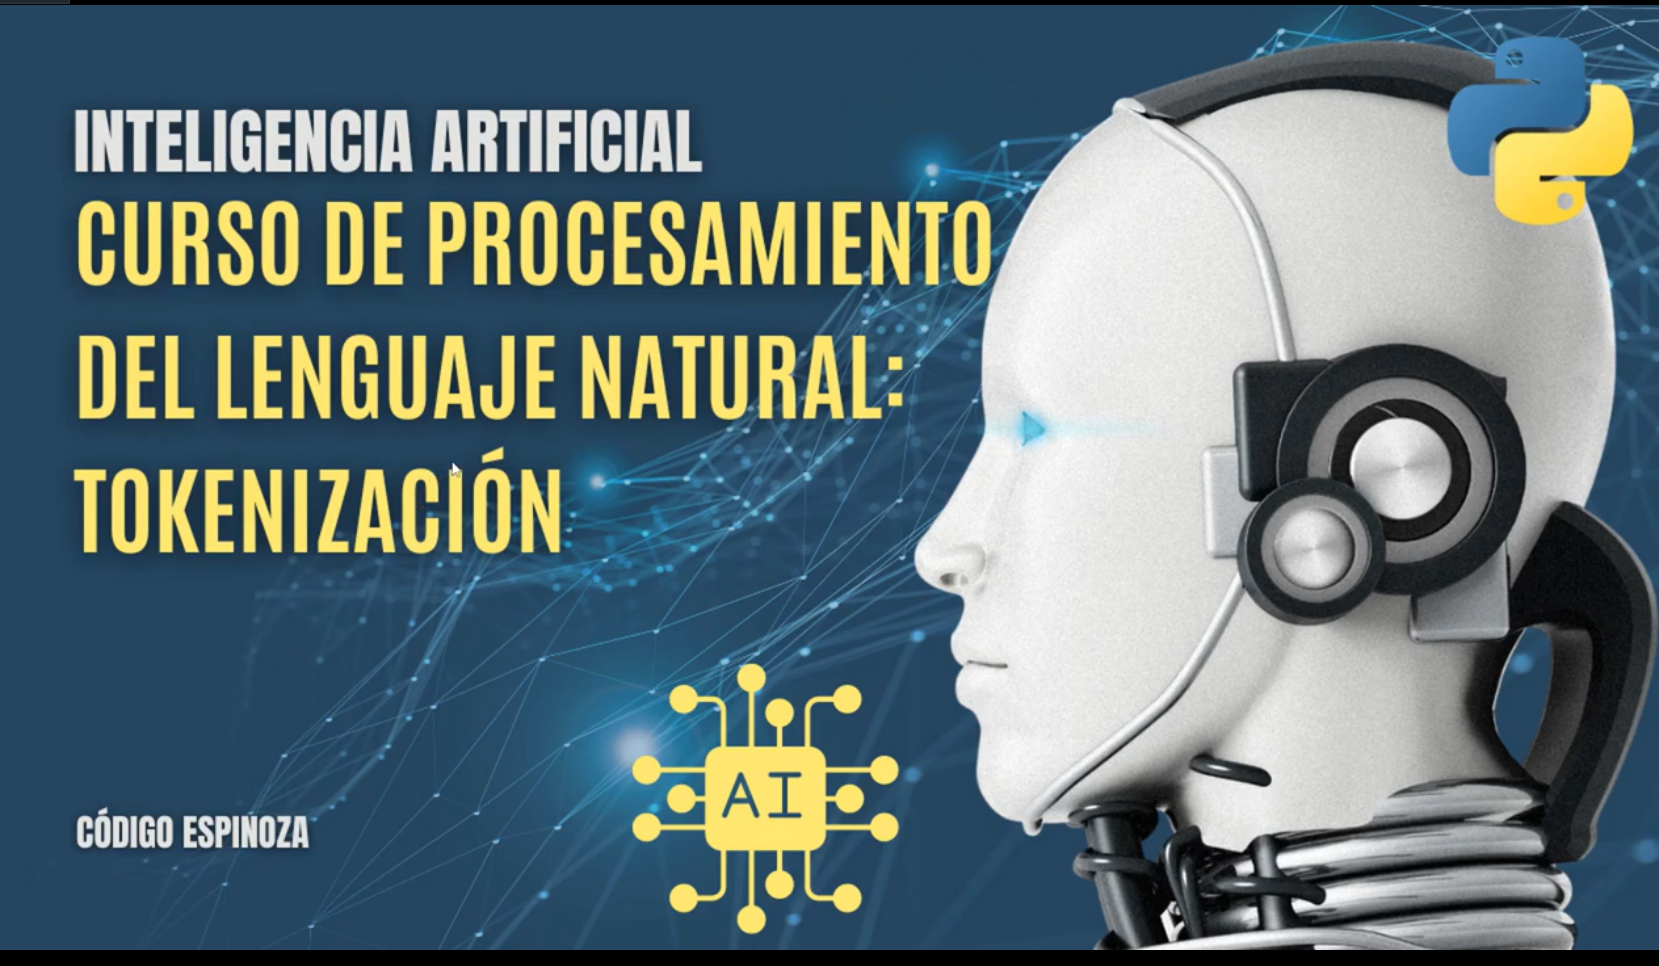 INTELIGENCIA ARTIFICIAL
CURSO DE PROCESAMIENTO
DEL LENGUAJE NATURAL:
TOKENIZACIÓN
AI
CÓDIGO ESPINOZA